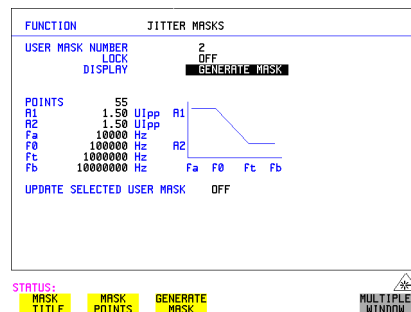 FUNCTION JITTER MASKS
USER MASK NUMBER 2
LOCK OFF
DISPLAY GENERATE MASK
POINTS 55
A1 1.50 UIpp
A2 1.50 UIpp
Fa 10000 Hz
F0 100000 Hz
Ft 1000000 Hz
Fb 10000000 Hz
A1
A2
Fa F0 Ft Fb
UPDATE SELECTED USER MASK OFF
STATUS:
MASK TITLE
MASK POINTS
GENERATE MASK
MULTIPLE WINDOW